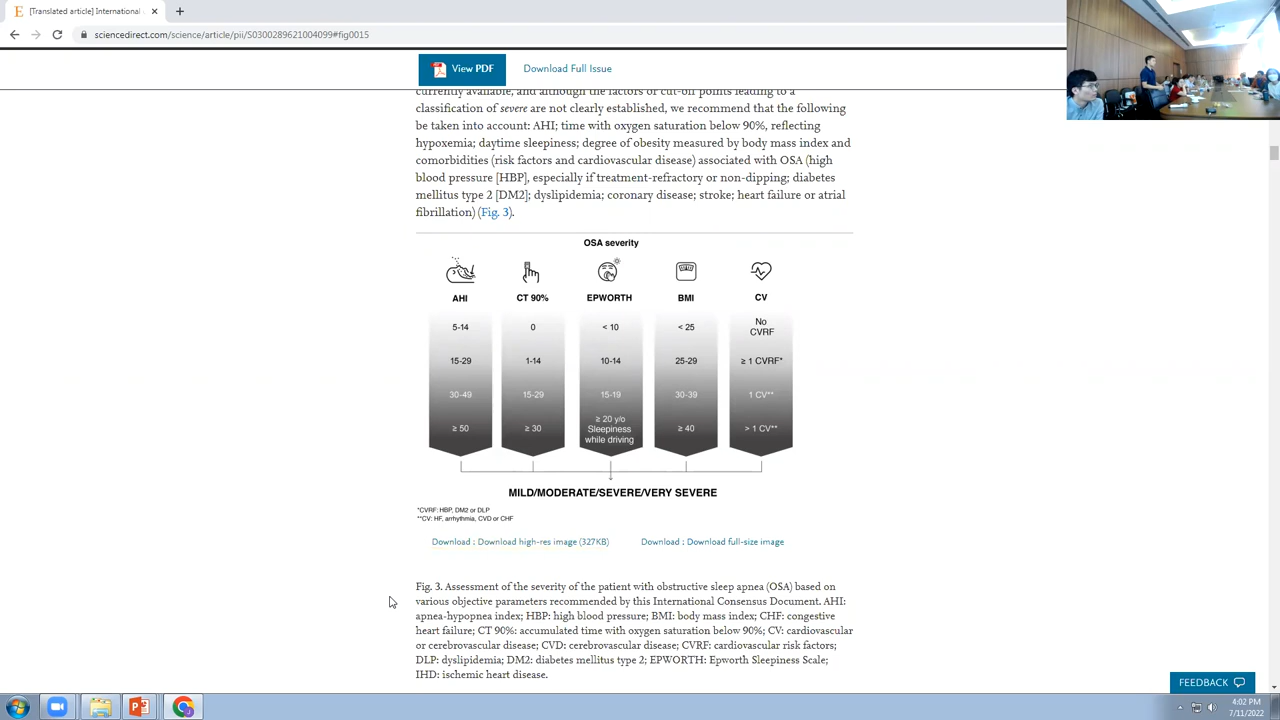 [Translated article] International
sciencedirect.com/science/article/pii/S0300289621004099#fig0015
View PDF
Download Full Issue
currently available, and although the factors or cut-off points leading to a
classification of severe are not clearly established, we recommend that the following
be taken into account: AHI; time with oxygen saturation below 90%, reflecting
hypoxemia; daytime sleepiness; degree of obesity measured by body mass index and
comorbidities (risk factors and cardiovascular disease) associated with OSA (high
blood pressure [HBP], especially if treatment-refractory or non-dipping; diabetes
mellitus type 2 [DM2]; dyslipidemia; coronary disease; stroke; heart failure or atrial
fibrillation) (Fig. 3).
OSA severity
AHI CT 90% EPWORTH BMI CV
5-14 0 < 10 < 25 No CVRF
15-29 1-14 10-14 25-29 ≥ 1 CVRF*
30-49 15-29 15-19 30-39 1 CV**
≥ 50 ≥ 30 ≥ 20 y/o Sleepiness while driving ≥ 40 > 1 CV**
MILD/MODERATE/SEVERE/VERY SEVERE
*CVRF: HBP, DM2 or DLP
**CV: HF, arrhythmia, CVD or CHF
Download : Download high-res image (327KB)
Download : Download full-size image
Fig. 3. Assessment of the severity of the patient with obstructive sleep apnea (OSA) based on
various objective parameters recommended by this International Consensus Document. AHI:
apnea-hypopnea index; HBP: high blood pressure; BMI: body mass index; CHF: congestive
heart failure; CT 90%: accumulated time with oxygen saturation below 90%; CV: cardiovascular
or cerebrovascular disease; CVD: cerebrovascular disease; CVRF: cardiovascular risk factors;
DLP: dyslipidemia; DM2: diabetes mellitus type 2; EPWORTH: Epworth Sleepiness Scale;
IHD: ischemic heart disease.
FEEDBACK
4:02 PM
7/11/2022